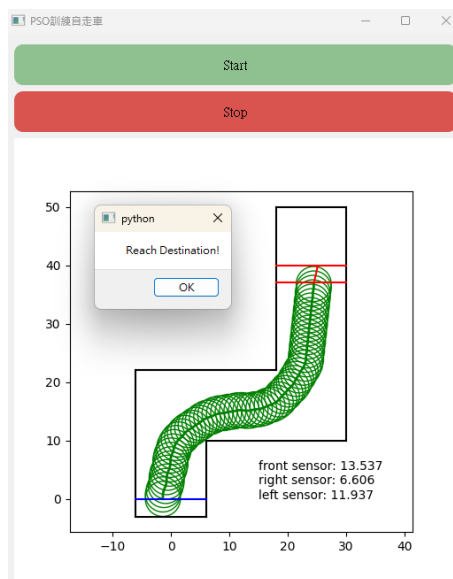 PSO訓練自走車
Start
Stop
python
Reach Destination!
OK
50
40
30
20
10
0
front sensor: 13.537
right sensor: 6.606
left sensor: 11.937
−10 0 10 20 30 40